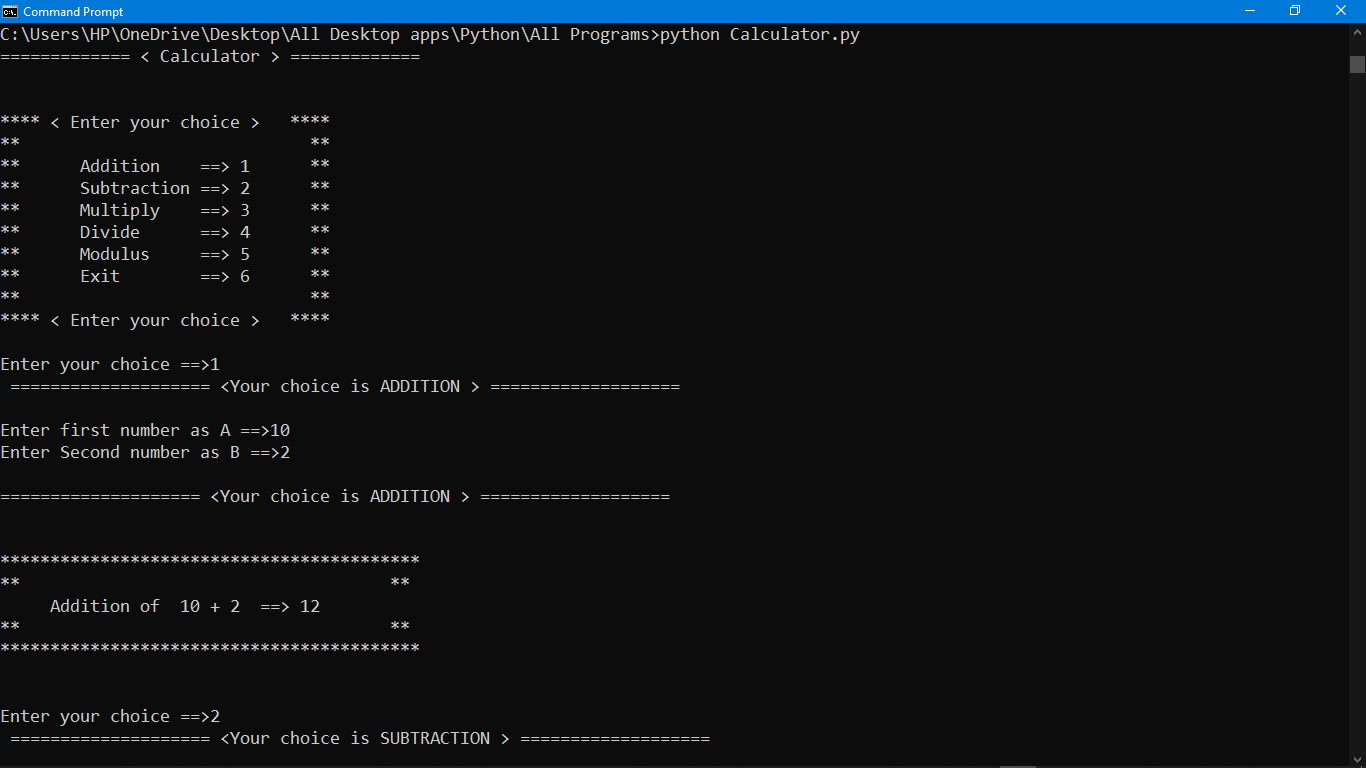 Command Prompt
C:\Users\HP\OneDrive\Desktop\All Desktop apps\Python\All Programs>python Calculator.py
============= < Calculator > =============
**** < Enter your choice >   ****
**                             **
**      Addition    ==> 1      **
**      Subtraction ==> 2      **
**      Multiply    ==> 3      **
**      Divide      ==> 4      **
**      Modulus     ==> 5      **
**      Exit        ==> 6      **
**                             **
**** < Enter your choice >   ****
Enter your choice ==>1
 ==================== <Your choice is ADDITION > ===================
Enter first number as A ==>10
Enter Second number as B ==>2
==================== <Your choice is ADDITION > ===================
******************************************
**                                     **
     Addition of  10 + 2  ==> 12
**                                     **
******************************************
Enter your choice ==>2
 ==================== <Your choice is SUBTRACTION > ===================